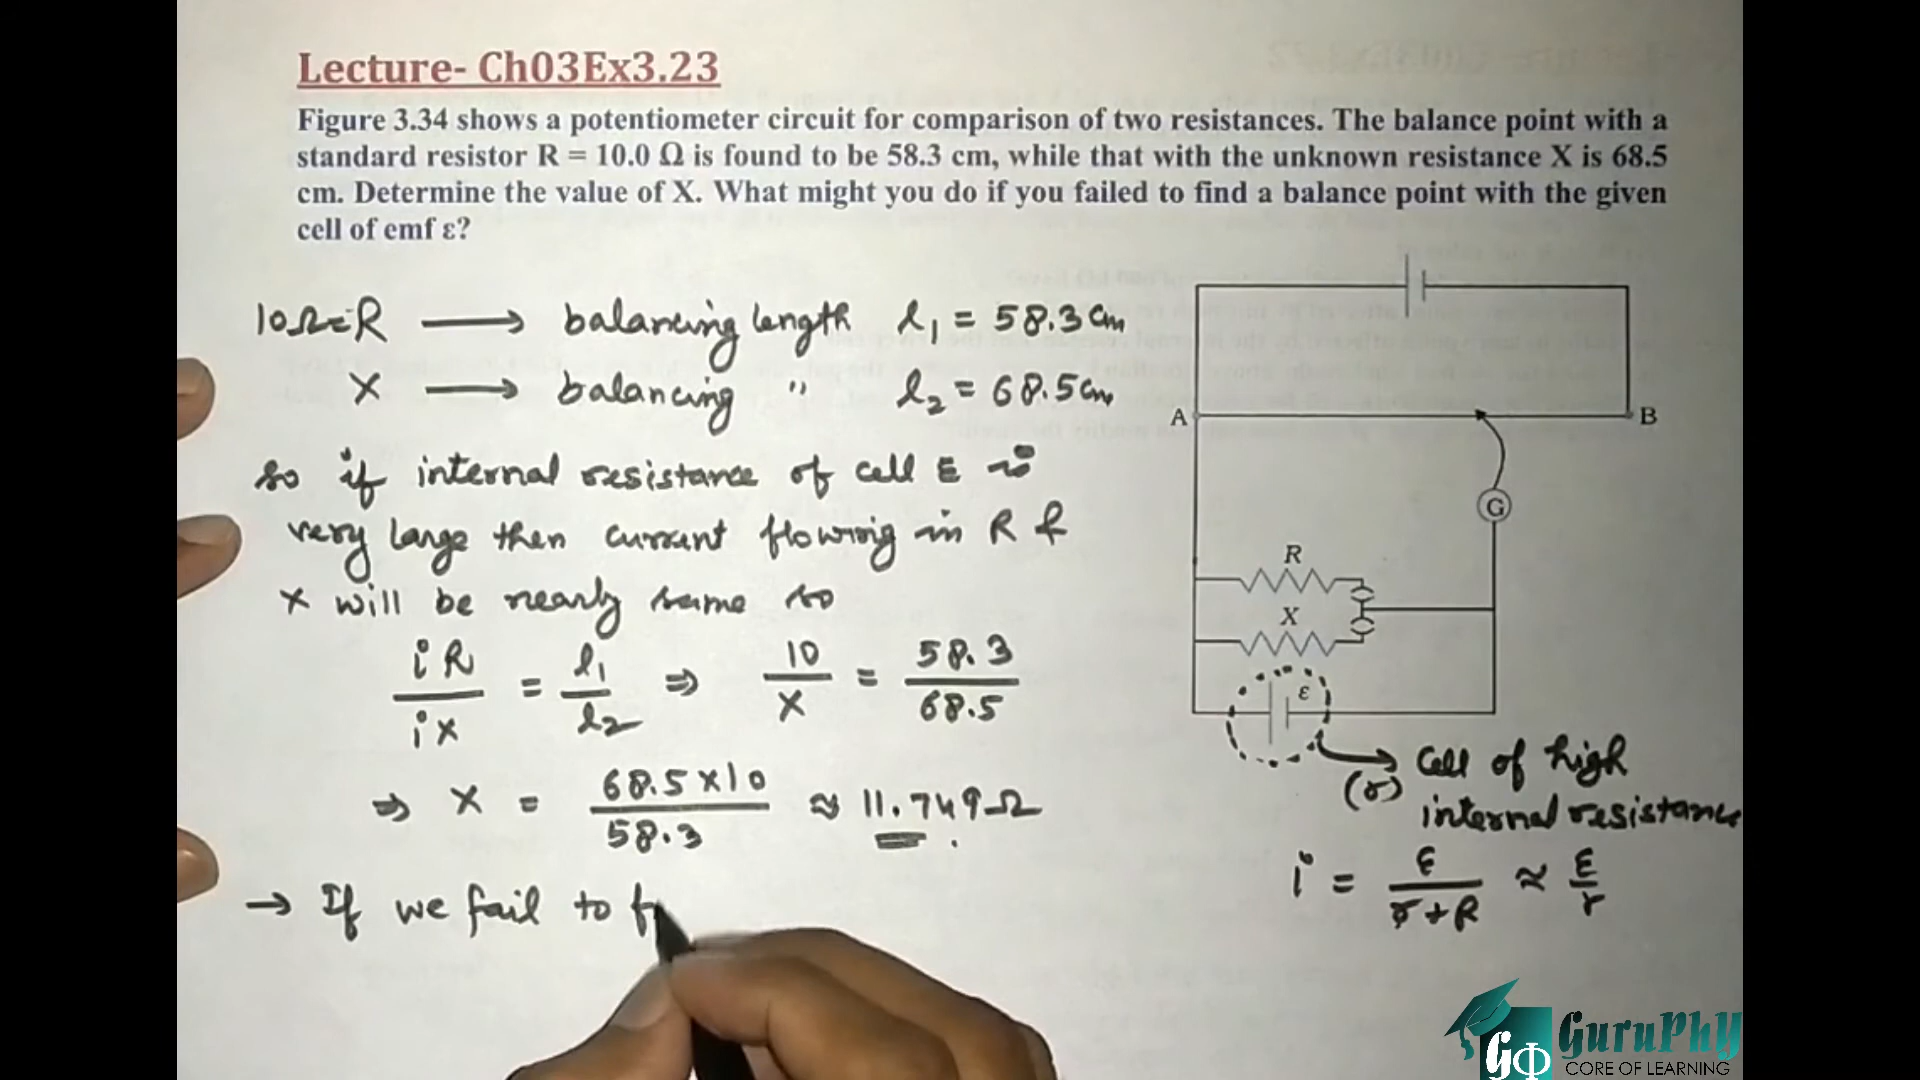 Lecture- Ch03Ex3.23
Figure 3.34 shows a potentiometer circuit for comparison of two resistances. The balance point with a
standard resistor R = 10.0 Ω is found to be 58.3 cm, while that with the unknown resistance X is 68.5
cm. Determine the value of X. What might you do if you failed to find a balance point with the given
cell of emf ε?
10Ω=R ⟶ balancing length l₁ = 58.3 cm
X ⟶ balancing " l₂ = 68.5 cm
so if internal resistance of cell E is
very large then current flowing in R &
X will be nearly same so
iR/iX = l₁/l₂ ⇒ 10/X = 58.3/68.5
⇒ X = 68.5×10/58.3 ≈ 11.749Ω
→ If we fail to f
A
B
G
R
X
ε
(r) Cell of high
internal resistance
i = ε/(r+R) ≈ ε/r
GΦ GuruPhy
CORE OF LEARNING